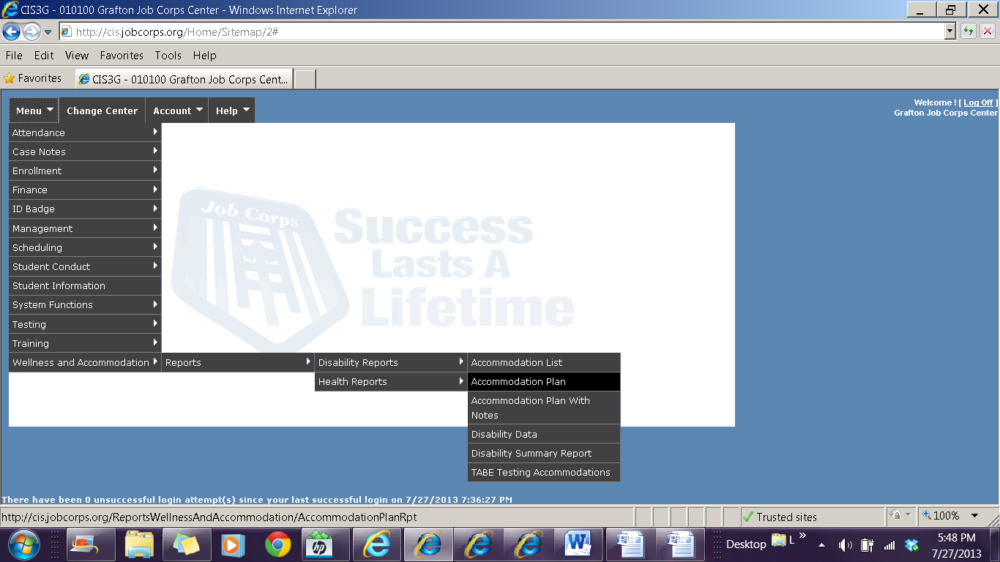 CIS3G - 010100 Grafton Job Corps Center - Windows Internet Explorer
http://cis.jobcorps.org/Home/Sitemap/2#
File Edit View Favorites Tools Help
Favorites CIS3G - 010100 Grafton Job Corps Cent...
Menu Change Center Account Help
Welcome ! [ Log Off ]
Grafton Job Corps Center
Attendance
Case Notes
Enrollment
Finance
ID Badge
Management
Scheduling
Student Conduct
Student Information
System Functions
Testing
Training
Wellness and Accommodation
Job Corps
Success
Lasts A
Lifetime
Reports
Disability Reports
Health Reports
Accommodation List
Accommodation Plan
Accommodation Plan With
Notes
Disability Data
Disability Summary Report
TABE Testing Accommodations
There have been 0 unsuccessful login attempt(s) since your last successful login on 7/27/2013 7:36:27 PM
http://cis.jobcorps.org/ReportsWellnessAndAccommodation/AccommodationPlanRpt
Trusted sites
100%
hp
W
Desktop
L
»
5:48 PM
7/27/2013